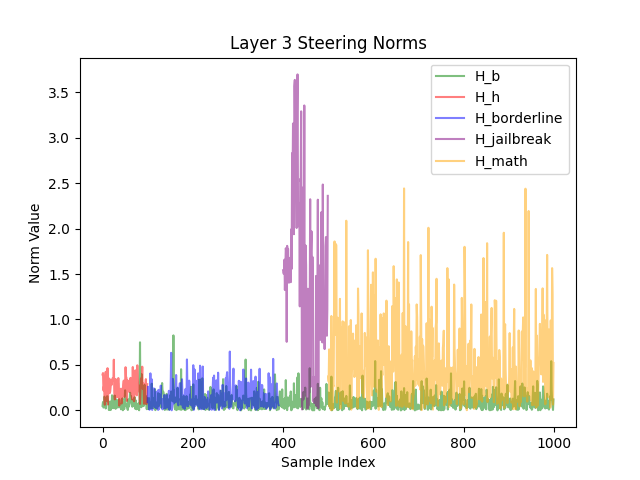 Layer 3 Steering Norms
Norm Value
3.5
3.0
2.5
2.0
1.5
1.0
0.5
0.0
H_b
H_h
H_borderline
H_jailbreak
H_math
0 200 400 600 800 1000
Sample Index